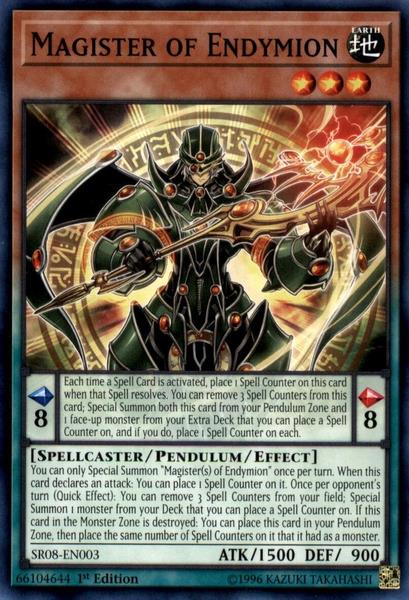 Magister of Endymion
EARTH
地
Each time a Spell Card is activated, place 1 Spell Counter on this card
when that Spell resolves. You can remove 3 Spell Counters from this
card; Special Summon both this card from your Pendulum Zone and
1 face-up monster from your Extra Deck that you can place a Spell
Counter on, and if you do, place 1 Spell Counter on each.
8
8
[SPELLCASTER/PENDULUM/EFFECT]
You can only Special Summon "Magister(s) of Endymion" once per turn. When this
card declares an attack: You can place 1 Spell Counter on it. Once per opponent's
turn (Quick Effect): You can remove 3 Spell Counters from your field; Special
Summon 1 monster from your Deck that you can place a Spell Counter on. If this
card in the Monster Zone is destroyed: You can place this card in your Pendulum
Zone, then place the same number of Spell Counters on it that it had as a monster.
SR08-EN003 ATK/1500 DEF/ 900
66104644 1st Edition ©1996 KAZUKI TAKAHASHI